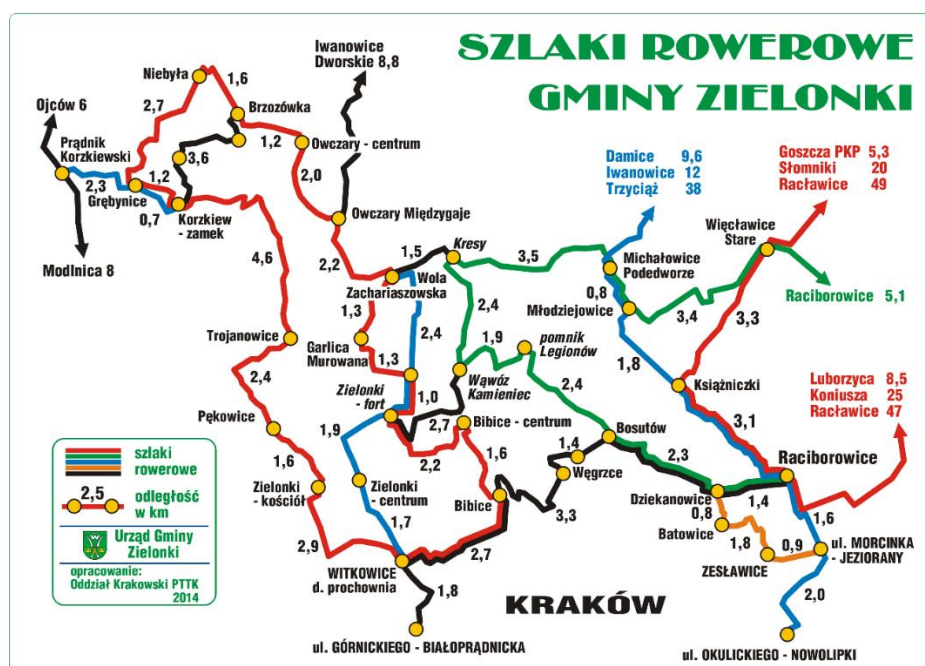 SZLAKI ROWEROWE
GMINY ZIELONKI
Iwanowice
Dworskie 8,8
Niebyła
1,6
Brzozówka
2,7
Ojców 6
Prądnik
Korzkiewski
3,6
1,2
Owczary - centrum
2,0
2,3
1,2
Grębynice
0,7
Korzkiew
- zamek
Owczary Międzygaje
Modlnica 8
Damice 9,6
Iwanowice 12
Trzyciąż 38
Goszcza PKP 5,3
Słomniki 20
Racławice 49
Więcławice
Stare
4,6
2,2
1,5
Kresy
3,5
Wola
Zachariaszowska
Michałowice
Podedworze
0,8
Młodziejowice
3,4
3,3
Raciborowice 5,1
1,3
2,4
2,4
1,9
pomnik
Legionów
Trojanowice
Garlica
Murowana
1,3
1,8
2,4
Zielonki
- fort
1,0
Wąwóz
Kamieniec
2,4
Książniczki
Luborzyca 8,5
Koniusza 25
Racławice 47
Pękowice
1,9
2,7
Bibice - centrum
2,2
3,1
Bosutów
1,6
1,6
1,4
2,3
Raciborowice
Węgrzce
Zielonki
- kościół
Zielonki
- centrum
Bibice
3,3
Dziekanowice
1,4
0,8
Batowice
1,6
1,7
2,9
2,7
1,8
0,9
ul. MORCINKA
- JEZIORANY
ZESŁAWICE
WITKOWICE
d. prochownia
1,8
KRAKÓW
2,0
ul. GÓRNICKIEGO - BIAŁOPRĄDNICKA
ul. OKULICKIEGO - NOWOLIPKI
szlaki
rowerowe
2,5
odległość
w km
Urząd Gminy
Zielonki
opracowanie:
Oddział Krakowski PTTK
2014